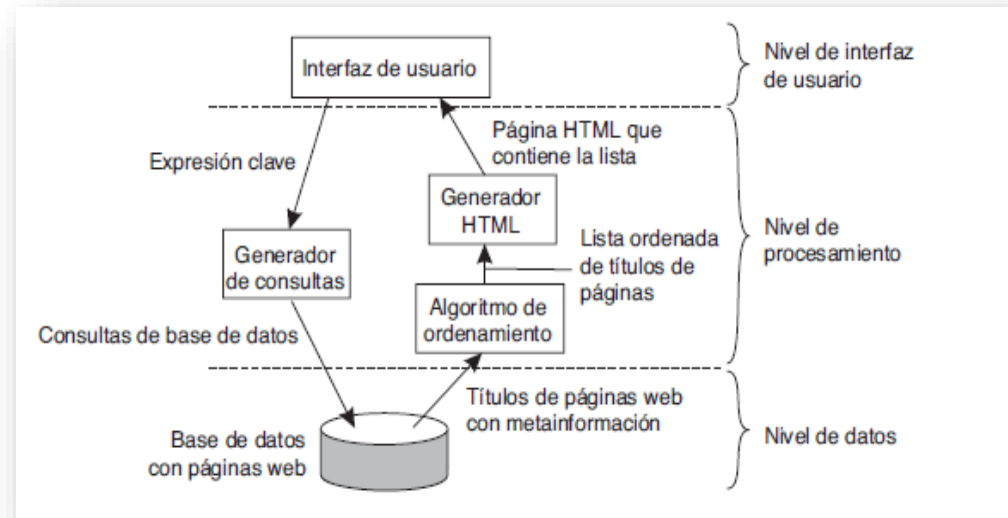 Interfaz de usuario
Nivel de interfaz
de usuario
Expresión clave
Página HTML que
contiene la lista
Generador
HTML
Generador
de consultas
Lista ordenada
de títulos de
páginas
Nivel de
procesamiento
Algoritmo de
ordenamiento
Consultas de base de datos
Títulos de páginas web
con metainformación
Base de datos
con páginas web
Nivel de datos